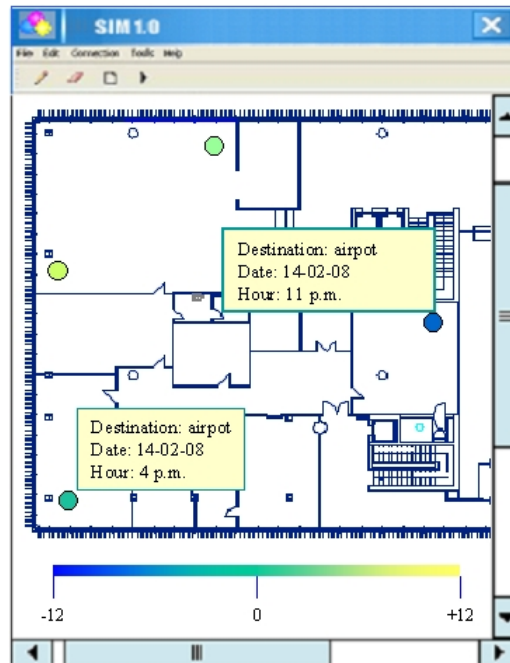 SIM 1.0
File Edit Connection Tools Help
Destination: airpot
Date: 14-02-08
Hour: 11 p.m.
Destination: airpot
Date: 14-02-08
Hour: 4 p.m.
-12 0 +12